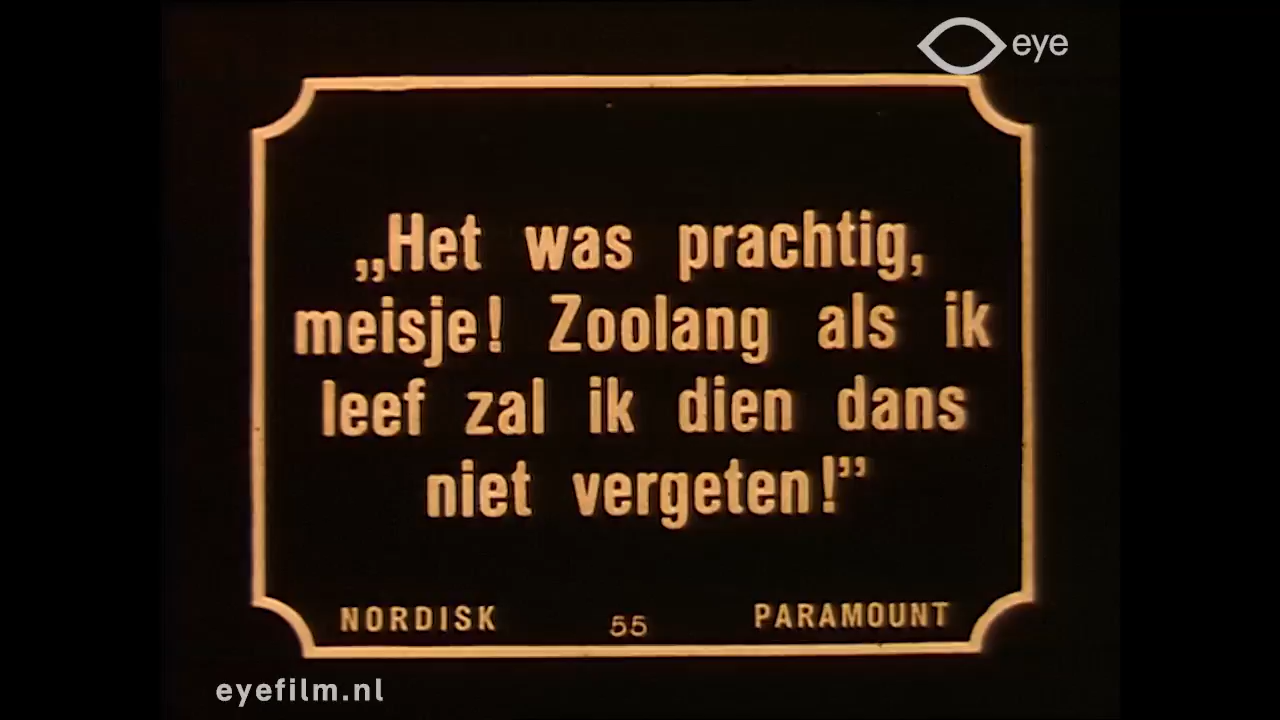 eye
„Het was prachtig,
meisje! Zoolang als ik
leef zal ik dien dans
niet vergeten!”
NORDISK 55 PARAMOUNT
eyefilm.nl